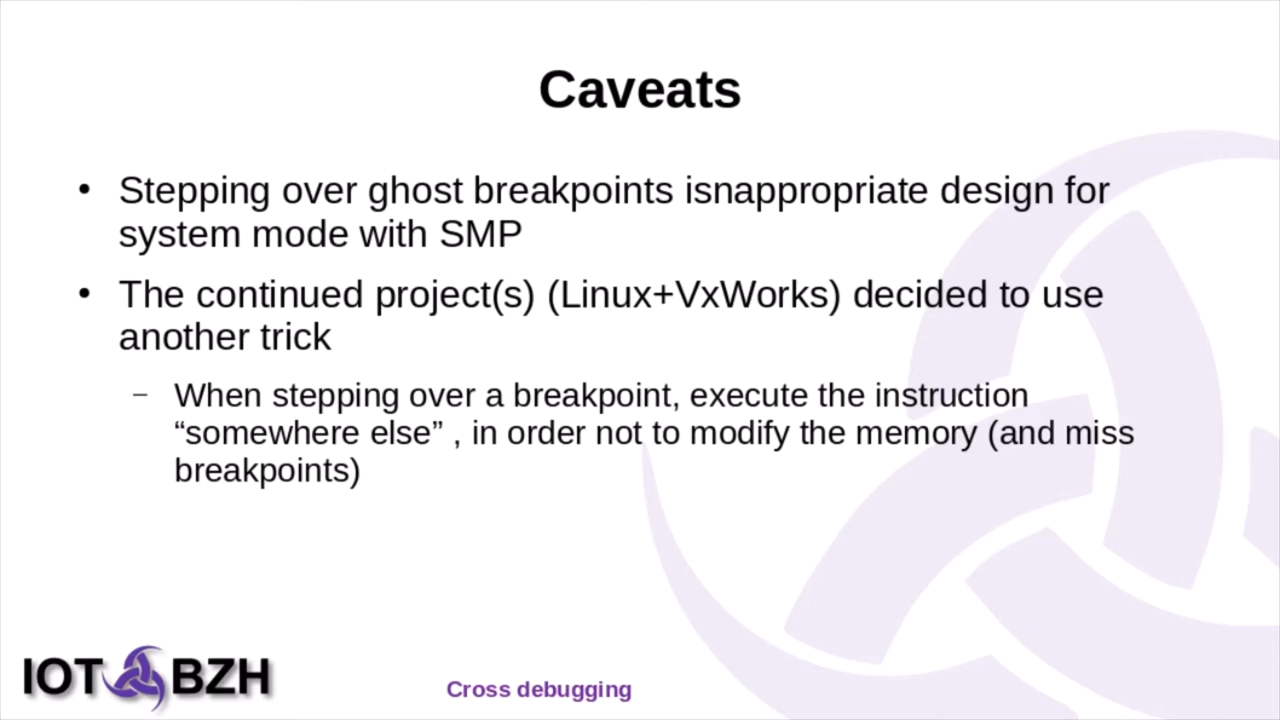 Caveats
• Stepping over ghost breakpoints isnappropriate design for
system mode with SMP
• The continued project(s) (Linux+VxWorks) decided to use
another trick
– When stepping over a breakpoint, execute the instruction
“somewhere else” , in order not to modify the memory (and miss
breakpoints)
IOT BZH
Cross debugging